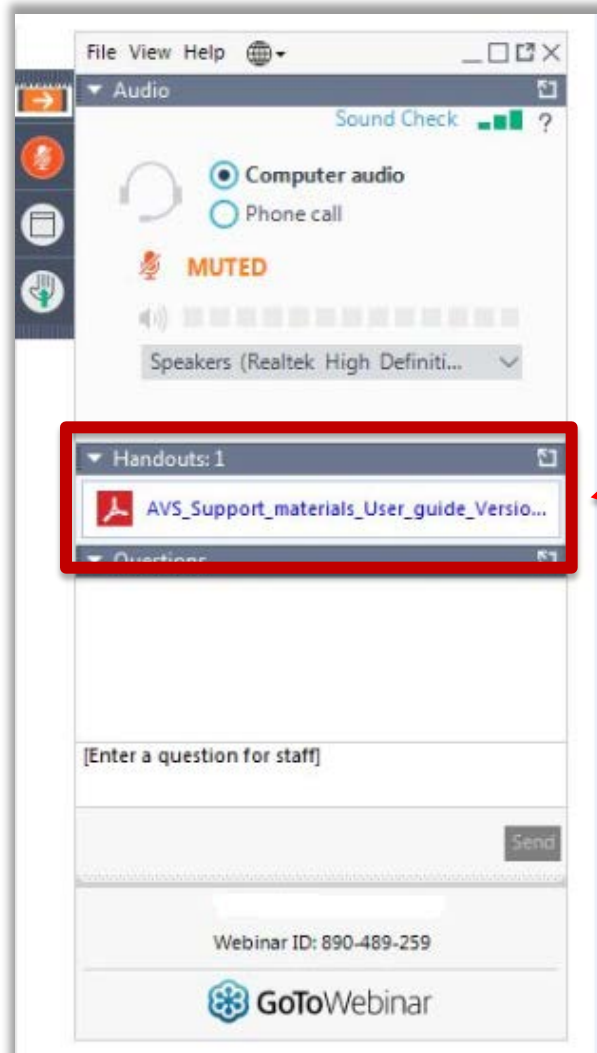 File View Help
Audio
Sound Check ?
Computer audio
Phone call
MUTED
Speakers (Realtek High Definiti...
Handouts: 1
AVS_Support_materials_User_guide_Versio...
Questions
[Enter a question for staff]
Send
Webinar ID: 890-489-259
GoToWebinar